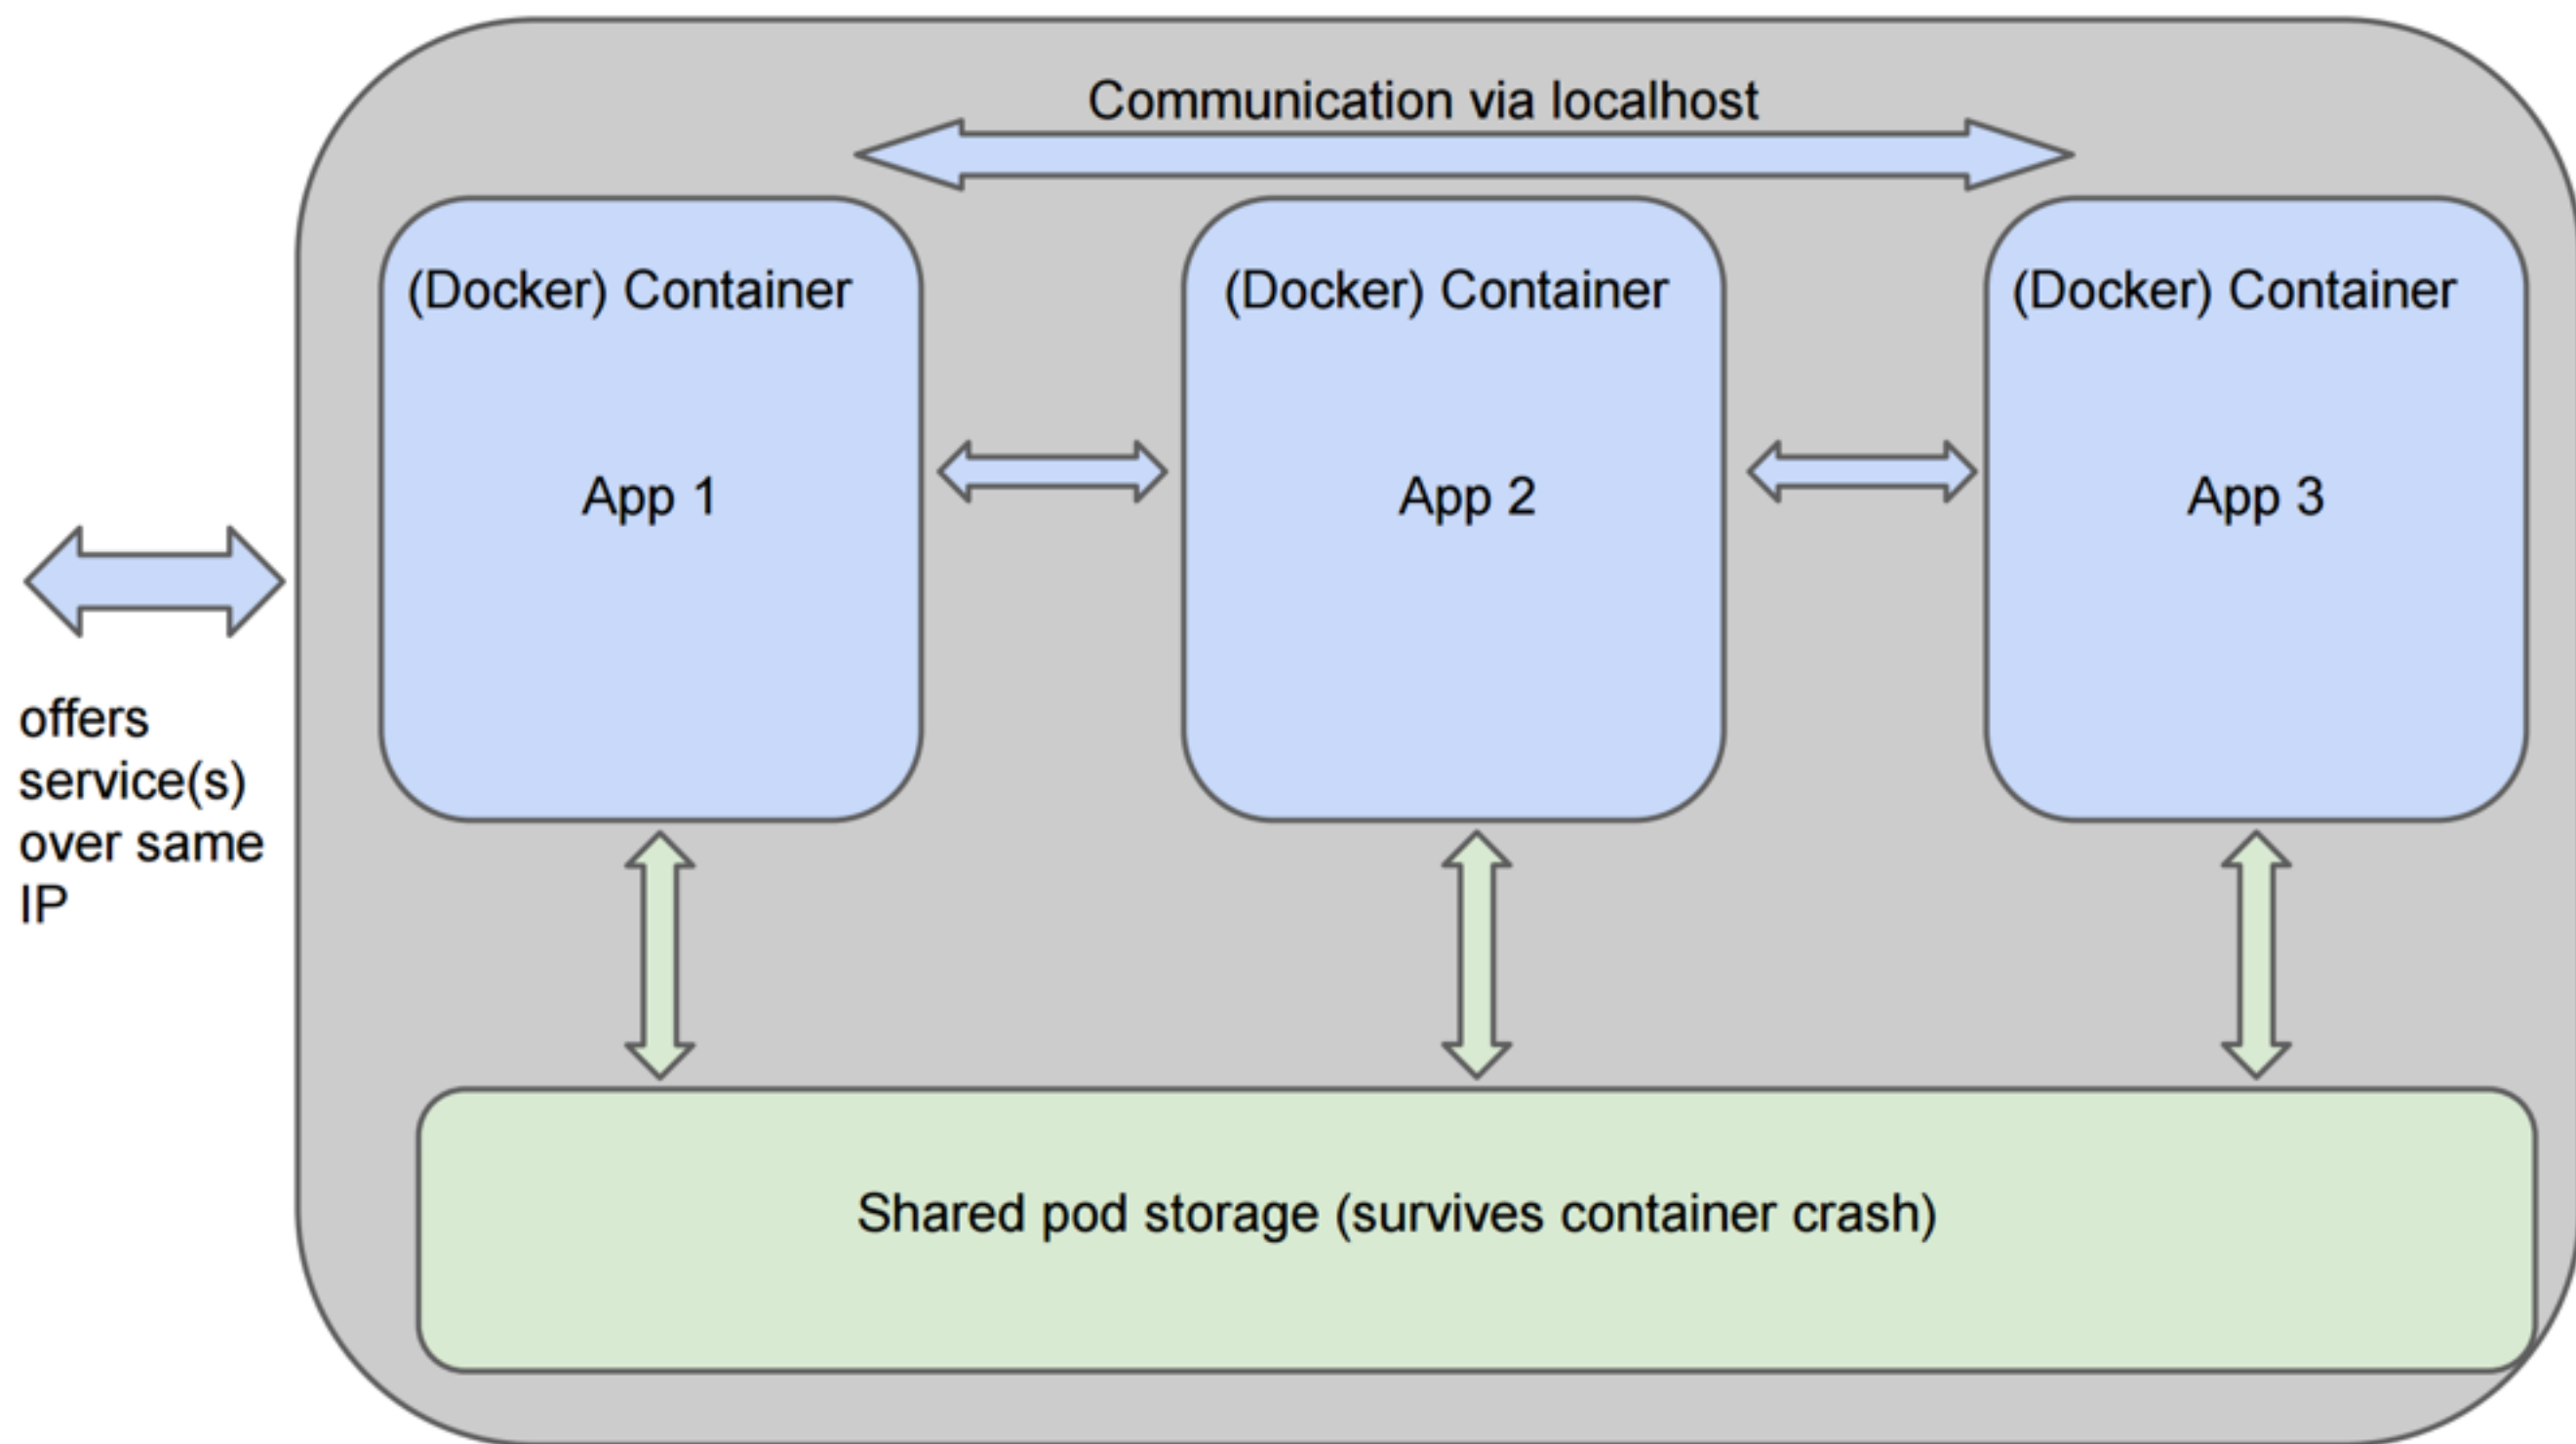 Communication via localhost
(Docker) Container
(Docker) Container
(Docker) Container
App 1
App 2
App 3
offers
service(s)
over same
IP
Shared pod storage (survives container crash)